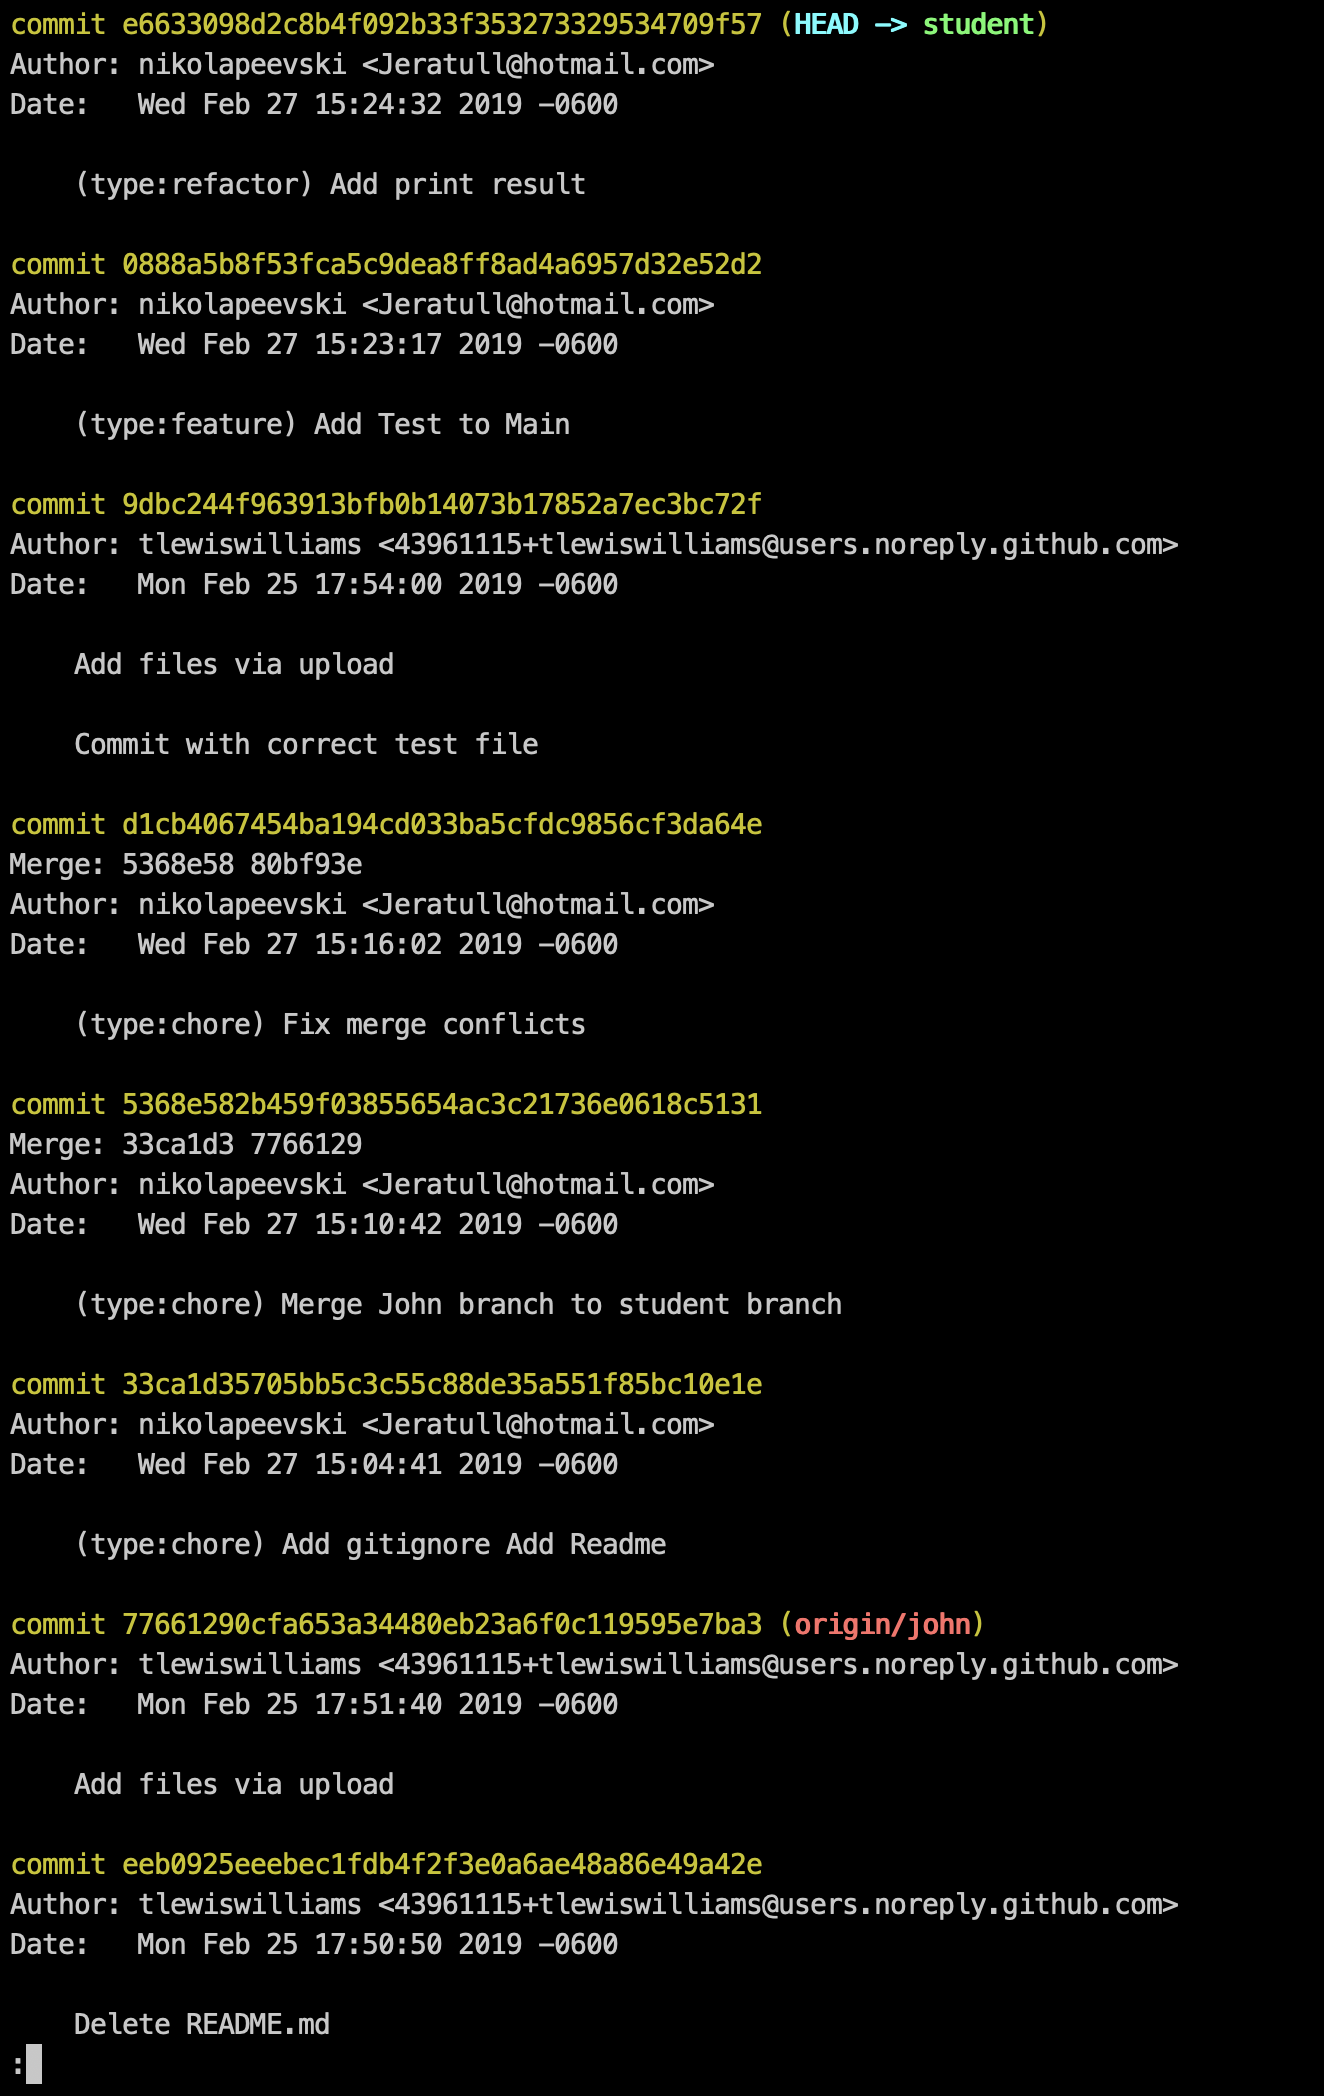 commit e6633098d2c8b4f092b33f353273329534709f57 (HEAD -> student)
Author: nikolapeevski <Jeratull@hotmail.com>
Date:   Wed Feb 27 15:24:32 2019 -0600
(type:refactor) Add print result
commit 0888a5b8f53fca5c9dea8ff8ad4a6957d32e52d2
Author: nikolapeevski <Jeratull@hotmail.com>
Date:   Wed Feb 27 15:23:17 2019 -0600
(type:feature) Add Test to Main
commit 9dbc244f963913bfb0b14073b17852a7ec3bc72f
Author: tlewiswilliams <43961115+tlewiswilliams@users.noreply.github.com>
Date:   Mon Feb 25 17:54:00 2019 -0600
Add files via upload
Commit with correct test file
commit d1cb4067454ba194cd033ba5cfdc9856cf3da64e
Merge: 5368e58 80bf93e
Author: nikolapeevski <Jeratull@hotmail.com>
Date:   Wed Feb 27 15:16:02 2019 -0600
(type:chore) Fix merge conflicts
commit 5368e582b459f03855654ac3c21736e0618c5131
Merge: 33ca1d3 7766129
Author: nikolapeevski <Jeratull@hotmail.com>
Date:   Wed Feb 27 15:10:42 2019 -0600
(type:chore) Merge John branch to student branch
commit 33ca1d35705bb5c3c55c88de35a551f85bc10e1e
Author: nikolapeevski <Jeratull@hotmail.com>
Date:   Wed Feb 27 15:04:41 2019 -0600
(type:chore) Add gitignore Add Readme
commit 77661290cfa653a34480eb23a6f0c119595e7ba3 (origin/john)
Author: tlewiswilliams <43961115+tlewiswilliams@users.noreply.github.com>
Date:   Mon Feb 25 17:51:40 2019 -0600
Add files via upload
commit eeb0925eeebec1fdb4f2f3e0a6ae48a86e49a42e
Author: tlewiswilliams <43961115+tlewiswilliams@users.noreply.github.com>
Date:   Mon Feb 25 17:50:50 2019 -0600
Delete README.md
: